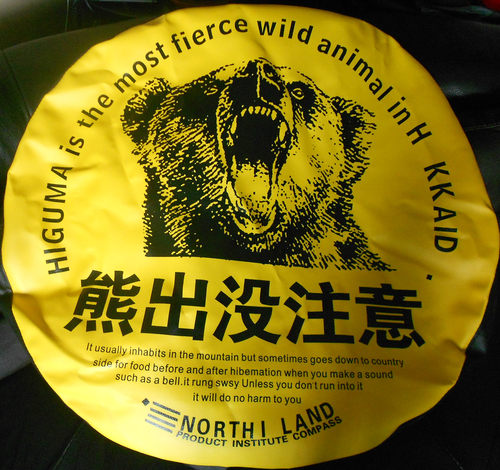 HIGUMA is the most fierce wild animal in H KKAID .
熊出没注意
It usually inhabits in the mountain but sometimes goes down to country
side for food before and after hibernation when you make a sound
such as a bell.it rung swsy Unless you don't run into it
it will do no harm to you
NORTH I LAND
PRODUCT INSTITUTE COMPASS